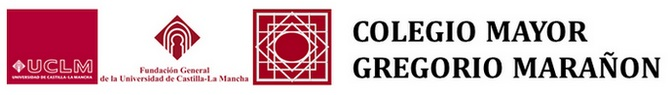 UCLM
UNIVERSIDAD DE CASTILLA-LA MANCHA
Fundación General
de la Universidad de Castilla-La Mancha
COLEGIO MAYOR
GREGORIO MARAÑON